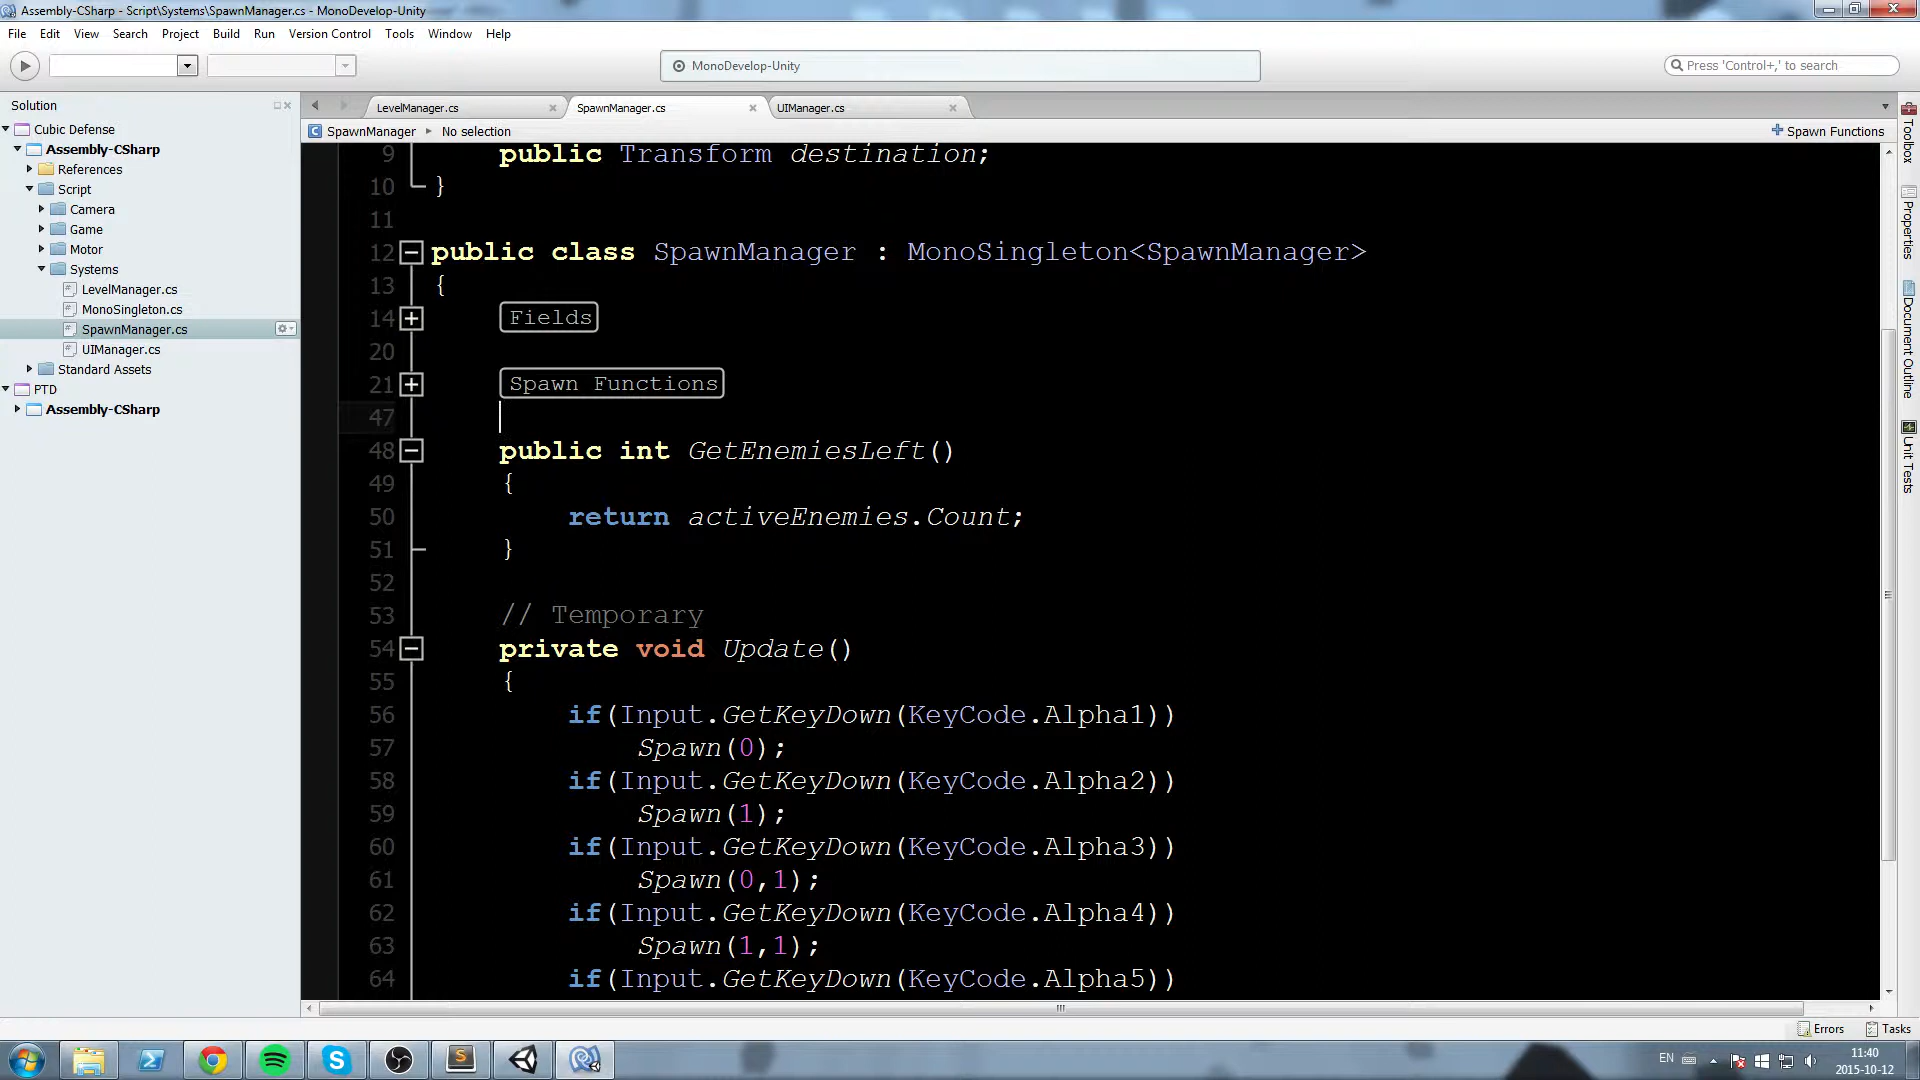 Assembly-CSharp - Script\Systems\SpawnManager.cs - MonoDevelop-Unity
File Edit View Search Project Build Run Version Control Tools Window Help
MonoDevelop-Unity
Press 'Control+,' to search
Solution
Cubic Defense
Assembly-CSharp
References
Script
Camera
Game
Motor
Systems
LevelManager.cs
MonoSingleton.cs
SpawnManager.cs
UIManager.cs
Standard Assets
PTD
Assembly-CSharp
LevelManager.cs SpawnManager.cs UIManager.cs
SpawnManager No selection Spawn Functions
9 public Transform destination;
10 }
11
12 public class SpawnManager : MonoSingleton<SpawnManager>
13 {
14 Fields
20
21 Spawn Functions
47
48 public int GetEnemiesLeft()
49 {
50 return activeEnemies.Count;
51 }
52
53 // Temporary
54 private void Update()
55 {
56 if(Input.GetKeyDown(KeyCode.Alpha1))
57 Spawn(0);
58 if(Input.GetKeyDown(KeyCode.Alpha2))
59 Spawn(1);
60 if(Input.GetKeyDown(KeyCode.Alpha3))
61 Spawn(0,1);
62 if(Input.GetKeyDown(KeyCode.Alpha4))
63 Spawn(1,1);
64 if(Input.GetKeyDown(KeyCode.Alpha5))
Toolbox
Properties
Document Outline
Unit Tests
Errors Tasks
EN
11:40
2015-10-12